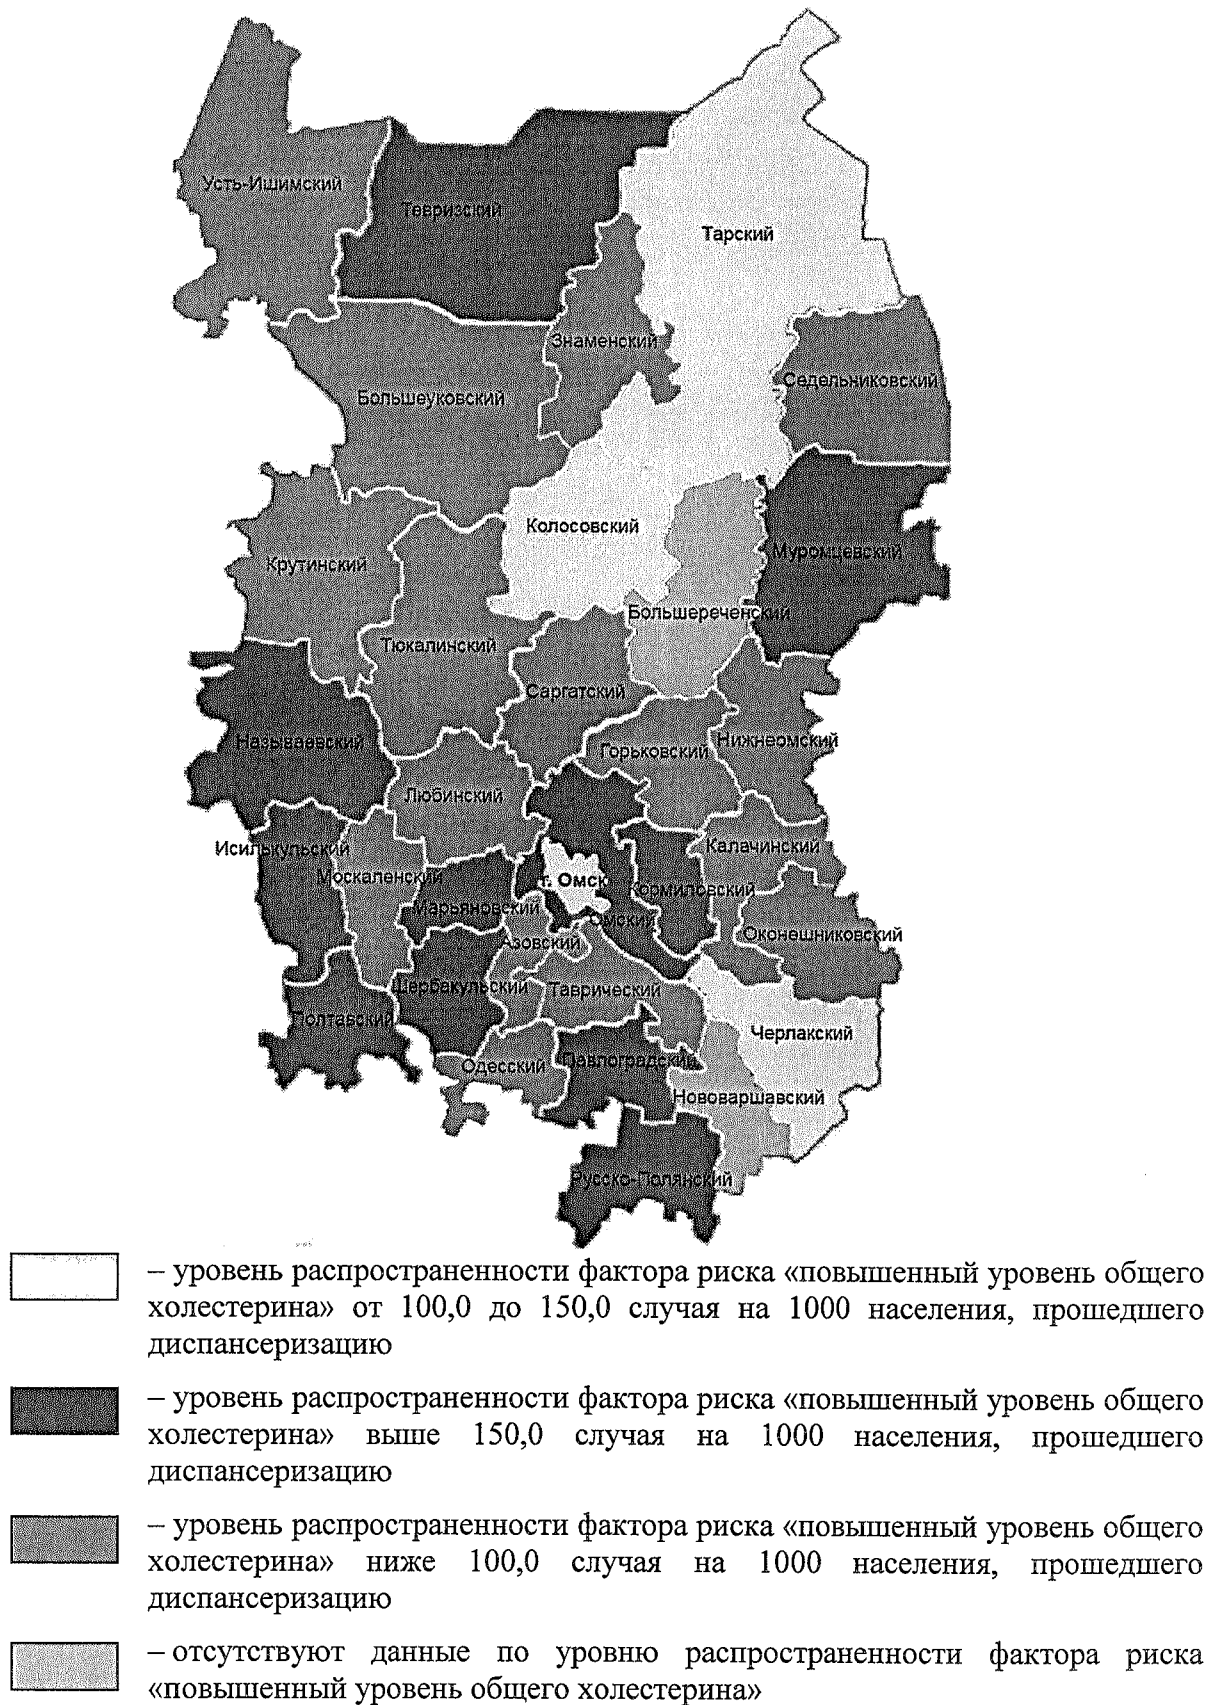 Усть-Ишимский
Тевризский
Тарский
Знаменский
Седельниковский
Большеуковский
Колосовский
Муромцевский
Крутинский
Большереченский
Тюкалинский
Саргатский
Называевский
Горьковский
Нижнеомский
Любинский
Исилькульский
Калачинский
Москаленский
г. Омск
Кормиловский
Марьяновский
Омский
Оконешниковский
Азовский
Шербакульский
Таврический
Полтавский
Черлакский
Одесский
Павлоградский
Нововаршавский
Русско-Полянский
– уровень распространенности фактора риска «повышенный уровень общего
холестерина» от 100,0 до 150,0 случая на 1000 населения, прошедшего
диспансеризацию
– уровень распространенности фактора риска «повышенный уровень общего
холестерина» выше 150,0 случая на 1000 населения, прошедшего
диспансеризацию
– уровень распространенности фактора риска «повышенный уровень общего
холестерина» ниже 100,0 случая на 1000 населения, прошедшего
диспансеризацию
– отсутствуют данные по уровню распространенности фактора риска
«повышенный уровень общего холестерина»